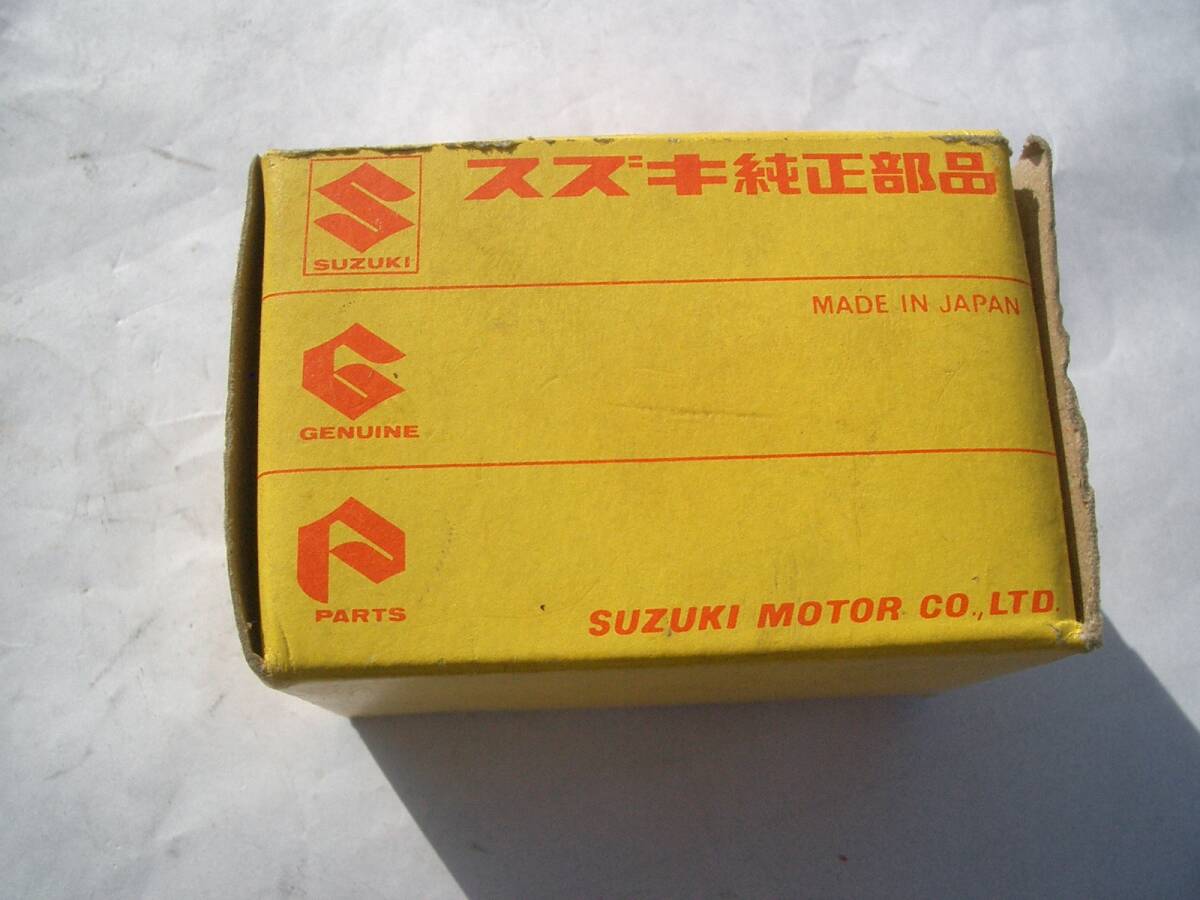 スズキ純正部品
SUZUKI
MADE IN JAPAN
GENUINE
PARTS
SUZUKI MOTOR CO.,LTD.